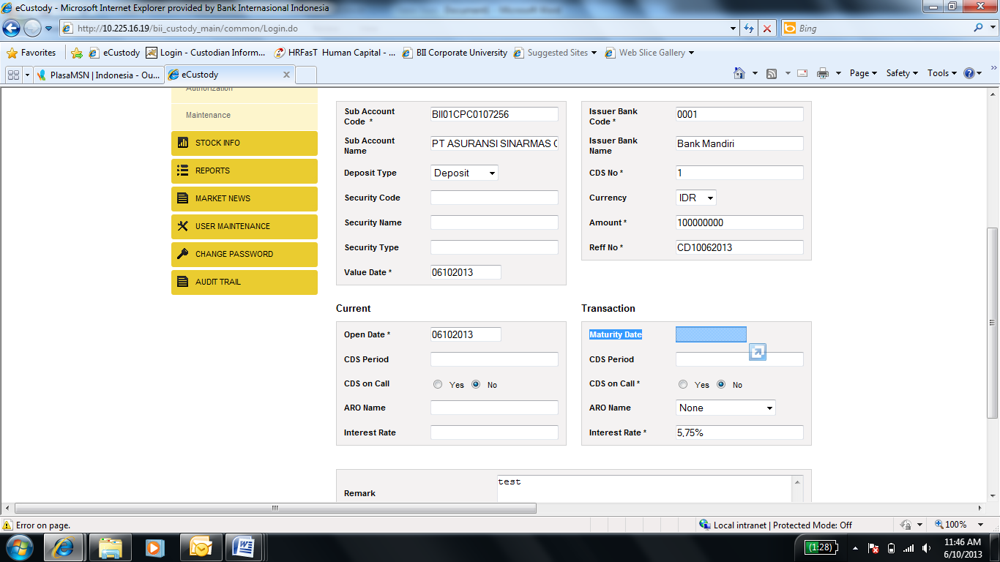 eCustody - Microsoft Internet Explorer provided by Bank Internasional Indonesia
http://10.225.16.19/bii_custody_main/common/Login.do
Bing
Favorites eCustody Login - Custodian Inform... HRFasT Human Capital - ... BII Corporate University Suggested Sites Web Slice Gallery
PlasaMSN | Indonesia - Ou... eCustody x Page Safety Tools
Authorization
Maintenance
STOCK INFO
REPORTS
MARKET NEWS
USER MAINTENANCE
CHANGE PASSWORD
AUDIT TRAIL
Sub Account
Code * BII01CPC0107256
Sub Account
Name PT ASURANSI SINARMAS
Deposit Type Deposit
Security Code
Security Name
Security Type
Value Date * 06102013
Issuer Bank
Code * 0001
Issuer Bank
Name Bank Mandiri
CDS No * 1
Currency IDR
Amount * 100000000
Reff No * CD10062013
Current
Open Date * 06102013
CDS Period
CDS on Call Yes No
ARO Name
Interest Rate
Transaction
Maturity Date
CDS Period
CDS on Call * Yes No
ARO Name None
Interest Rate * 5,75%
Remark test
Error on page. Local intranet | Protected Mode: Off 100%
(1:28) 11:46 AM
6/10/2013